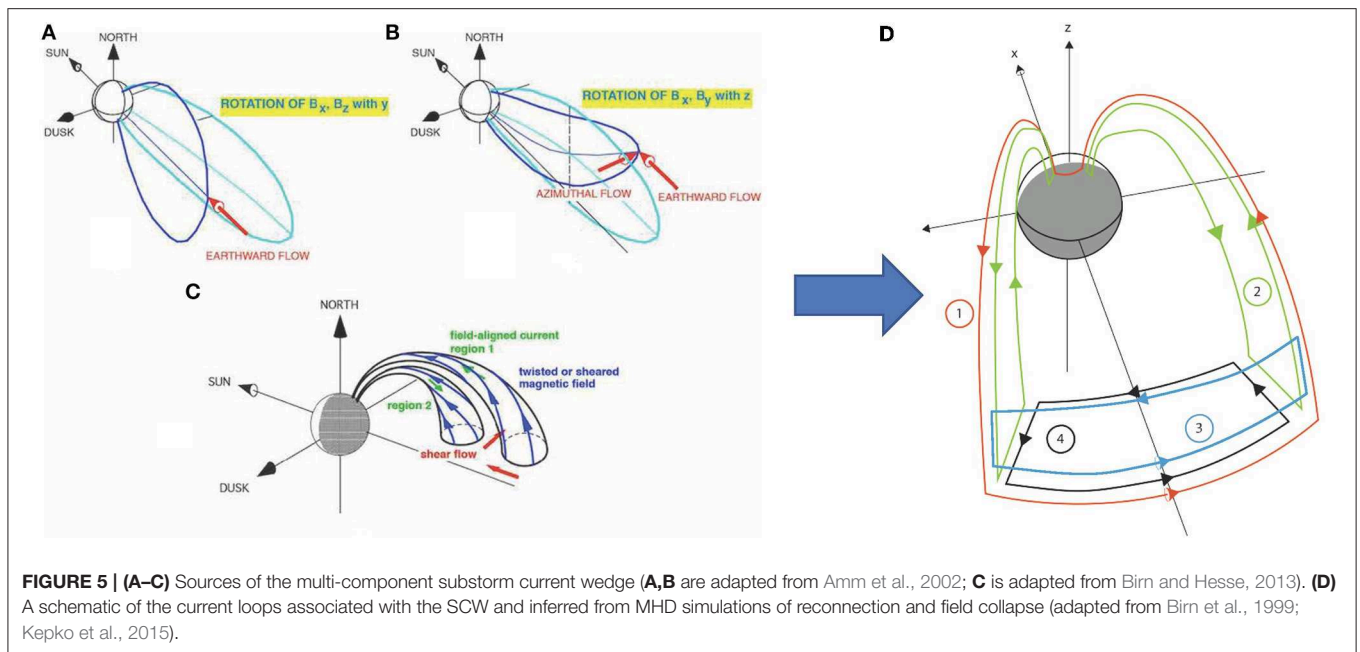 A
NORTH
SUN
ROTATION OF Bx, Bz with y
DUSK
EARTHWARD FLOW
B
NORTH
SUN
ROTATION OF Bx, By with z
DUSK
AZIMUTHAL FLOW
EARTHWARD FLOW
C
NORTH
field-aligned current
region 1
twisted or sheared
magnetic field
SUN
region 2
shear flow
DUSK
D
z
x
1
2
3
4
FIGURE 5 | (A–C) Sources of the multi-component substorm current wedge (A,B are adapted from Amm et al., 2002; C is adapted from Birn and Hesse, 2013). (D)
A schematic of the current loops associated with the SCW and inferred from MHD simulations of reconnection and field collapse (adapted from Birn et al., 1999;
Kepko et al., 2015).